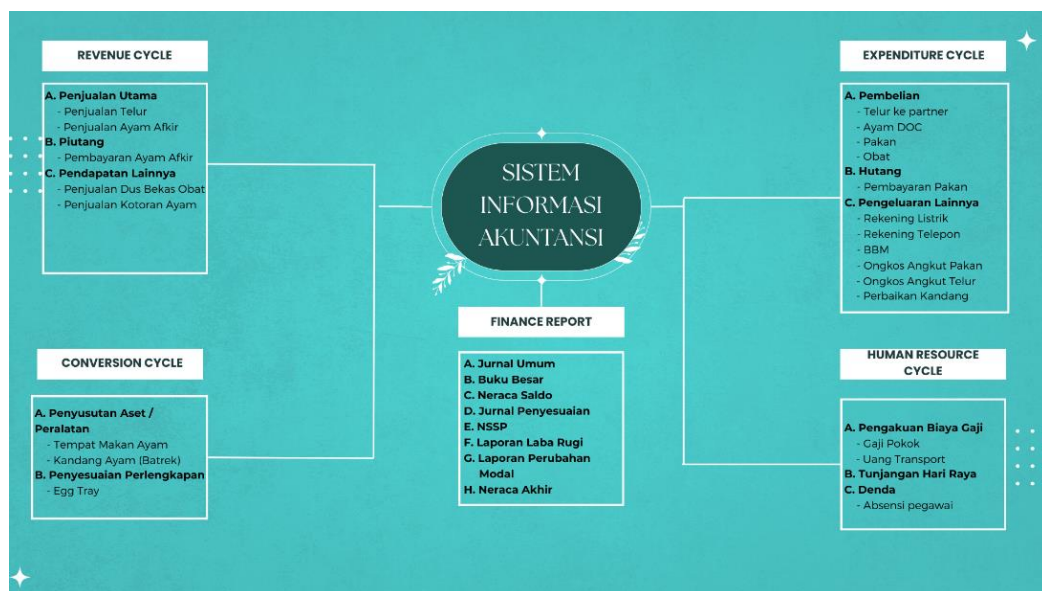 REVENUE CYCLE
A. Penjualan Utama
- Penjualan Telur
- Penjualan Ayam Afkir
B. Piutang
- Pembayaran Ayam Afkir
C. Pendapatan Lainnya
- Penjualan Dus Bekas Obat
- Penjualan Kotoran Ayam
CONVERSION CYCLE
A. Penyusutan Aset /
Peralatan
- Tempat Makan Ayam
- Kandang Ayam (Batrek)
B. Penyesuaian Perlengkapan
- Egg Tray
SISTEM
INFORMASI
AKUNTANSI
FINANCE REPORT
A. Jurnal Umum
B. Buku Besar
C. Neraca Saldo
D. Jurnal Penyesuaian
E. NSSP
F. Laporan Laba Rugi
G. Laporan Perubahan
Modal
H. Neraca Akhir
EXPENDITURE CYCLE
A. Pembelian
- Telur ke partner
- Ayam DOC
- Pakan
- Obat
B. Hutang
- Pembayaran Pakan
C. Pengeluaran Lainnya
- Rekening Listrik
- Rekening Telepon
- BBM
- Ongkos Angkut Pakan
- Ongkos Angkut Telur
- Perbaikan Kandang
HUMAN RESOURCE
CYCLE
A. Pengakuan Biaya Gaji
- Gaji Pokok
- Uang Transport
B. Tunjangan Hari Raya
C. Denda
- Absensi pegawai